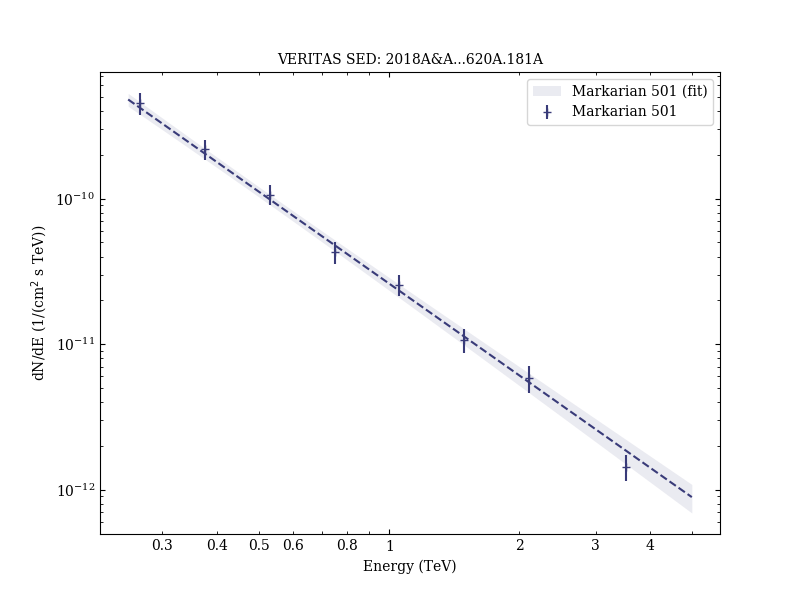 VERITAS SED: 2018A&A...620A.181A
Markarian 501 (fit)
Markarian 501
dN/dE (1/(cm² s TeV))
10⁻¹⁰
10⁻¹¹
10⁻¹²
0.3 0.4 0.5 0.6 0.8 1 2 3 4
Energy (TeV)